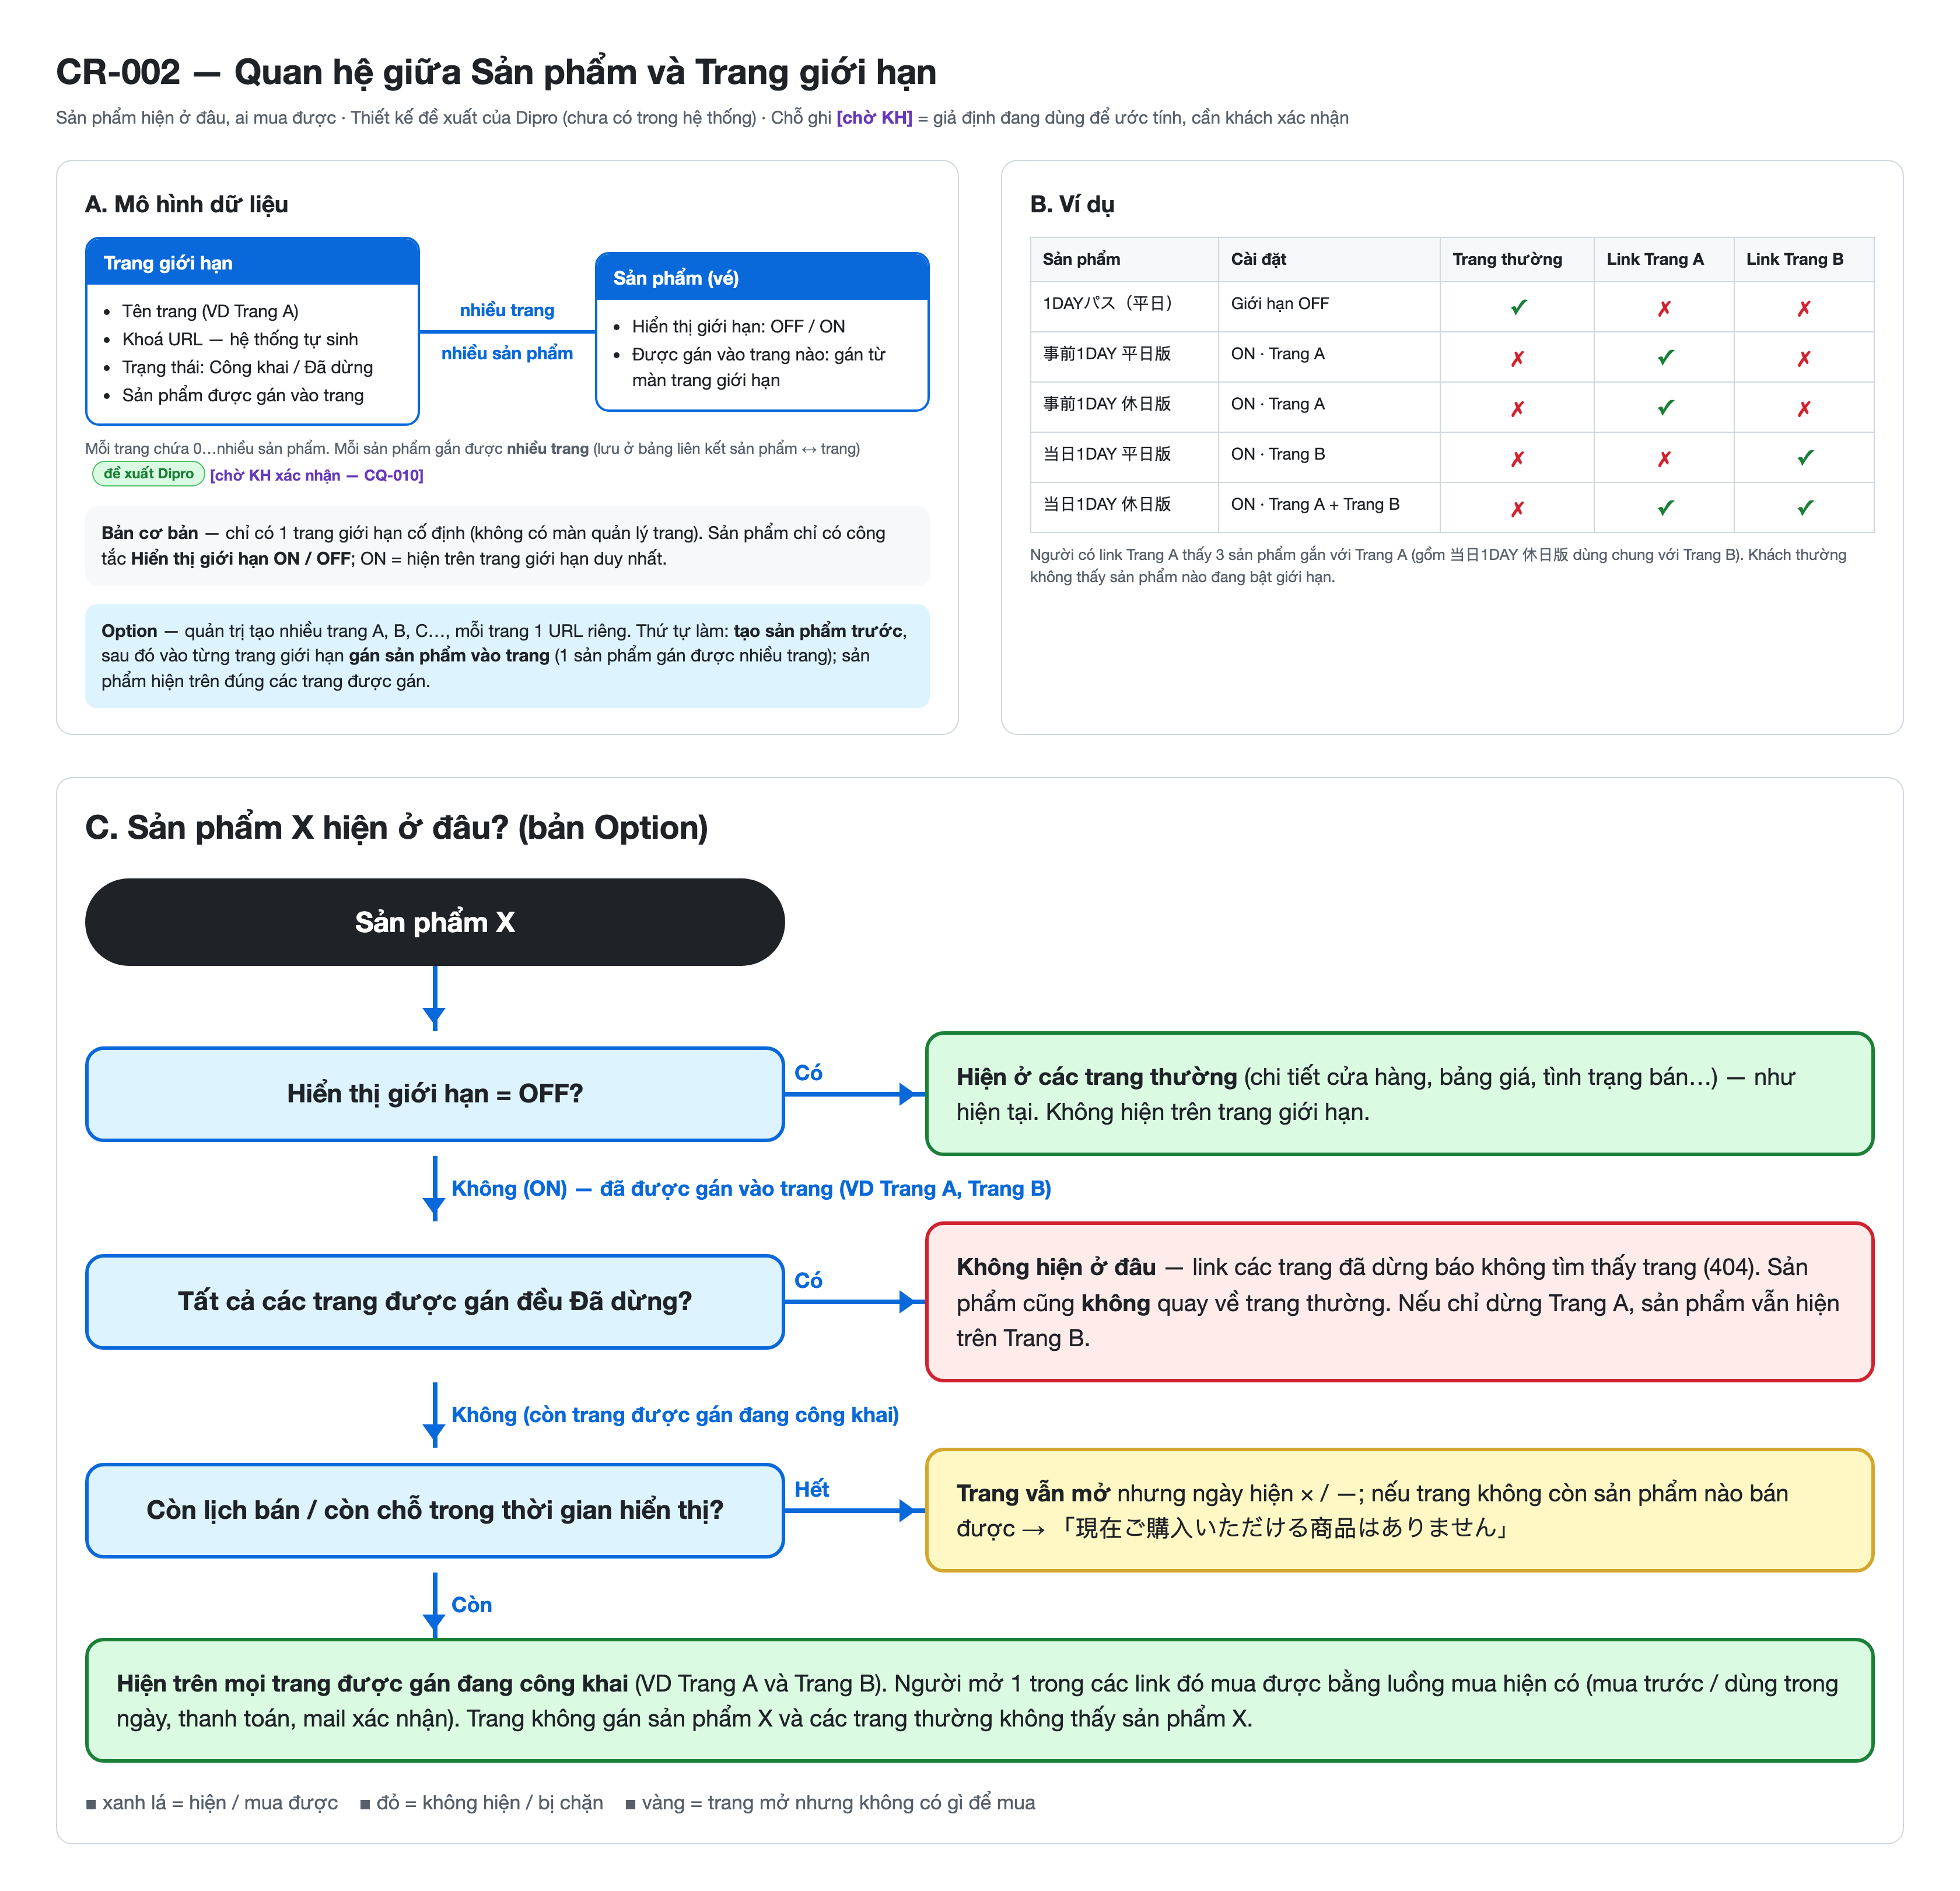 CR-002 — Quan hệ giữa Sản phẩm và Trang giới hạn
Sản phẩm hiện ở đâu, ai mua được · Thiết kế đề xuất của Dipro (chưa có trong hệ thống) · Chỗ ghi [chờ KH] = giả định đang dùng để ước tính, cần khách xác nhận
A. Mô hình dữ liệu
Trang giới hạn
• Tên trang (VD Trang A)
• Khoá URL — hệ thống tự sinh
• Trạng thái: Công khai / Đã dừng
• Sản phẩm được gán vào trang
nhiều trang
nhiều sản phẩm
Sản phẩm (vé)
• Hiển thị giới hạn: OFF / ON
• Được gán vào trang nào: gán từ
màn trang giới hạn
Mỗi trang chứa 0…nhiều sản phẩm. Mỗi sản phẩm gắn được nhiều trang (lưu ở bảng liên kết sản phẩm ↔ trang)
đề xuất Dipro [chờ KH xác nhận — CQ-010]
Bản cơ bản — chỉ có 1 trang giới hạn cố định (không có màn quản lý trang). Sản phẩm chỉ có công
tắc Hiển thị giới hạn ON / OFF; ON = hiện trên trang giới hạn duy nhất.
Option — quản trị tạo nhiều trang A, B, C…, mỗi trang 1 URL riêng. Thứ tự làm: tạo sản phẩm trước,
sau đó vào từng trang giới hạn gán sản phẩm vào trang (1 sản phẩm gán được nhiều trang); sản
phẩm hiện trên đúng các trang được gán.
B. Ví dụ
Sản phẩm Cài đặt Trang thường Link Trang A Link Trang B
1DAYパス（平日） Giới hạn OFF ✓ ✗ ✗
事前1DAY 平日版 ON · Trang A ✗ ✓ ✗
事前1DAY 休日版 ON · Trang A ✗ ✓ ✗
当日1DAY 平日版 ON · Trang B ✗ ✗ ✓
当日1DAY 休日版 ON · Trang A + Trang B ✗ ✓ ✓
Người có link Trang A thấy 3 sản phẩm gắn với Trang A (gồm 当日1DAY 休日版 dùng chung với Trang B). Khách thường
không thấy sản phẩm nào đang bật giới hạn.
C. Sản phẩm X hiện ở đâu? (bản Option)
Sản phẩm X
Hiển thị giới hạn = OFF?
Có
Hiện ở các trang thường (chi tiết cửa hàng, bảng giá, tình trạng bán…) — như
hiện tại. Không hiện trên trang giới hạn.
Không (ON) — đã được gán vào trang (VD Trang A, Trang B)
Tất cả các trang được gán đều Đã dừng?
Có
Không hiện ở đâu — link các trang đã dừng báo không tìm thấy trang (404). Sản
phẩm cũng không quay về trang thường. Nếu chỉ dừng Trang A, sản phẩm vẫn hiện
trên Trang B.
Không (còn trang được gán đang công khai)
Còn lịch bán / còn chỗ trong thời gian hiển thị?
Hết
Trang vẫn mở nhưng ngày hiện × / —; nếu trang không còn sản phẩm nào bán
được → 「現在ご購入いただける商品はありません」
Còn
Hiện trên mọi trang được gán đang công khai (VD Trang A và Trang B). Người mở 1 trong các link đó mua được bằng luồng mua hiện có (mua trước / dùng trong
ngày, thanh toán, mail xác nhận). Trang không gán sản phẩm X và các trang thường không thấy sản phẩm X.
■ xanh lá = hiện / mua được ■ đỏ = không hiện / bị chặn ■ vàng = trang mở nhưng không có gì để mua